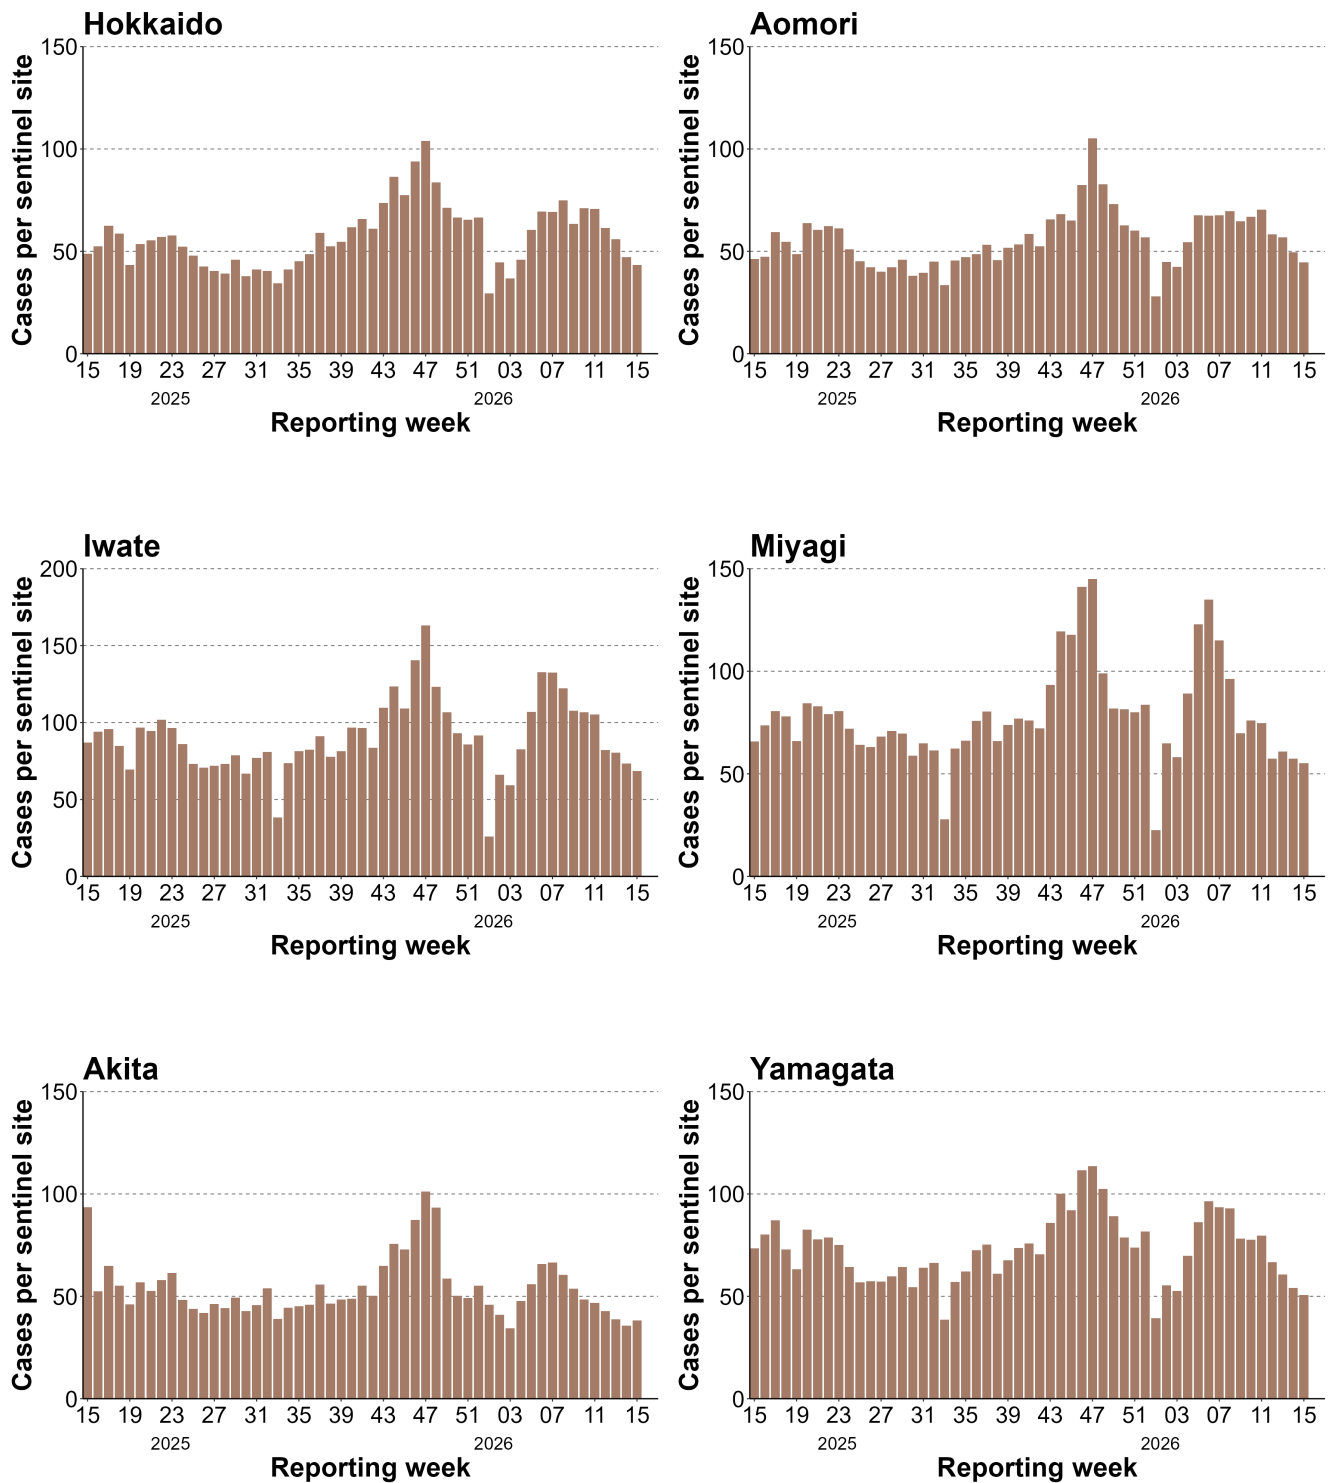 Hokkaido
Cases per sentinel site
150
100
50
0
15 19 23 27 31 35 39 43 47 51 03 07 11 15
2025 2026
Reporting week
Aomori
Cases per sentinel site
150
100
50
0
15 19 23 27 31 35 39 43 47 51 03 07 11 15
2025 2026
Reporting week
Iwate
Cases per sentinel site
200
150
100
50
0
15 19 23 27 31 35 39 43 47 51 03 07 11 15
2025 2026
Reporting week
Miyagi
Cases per sentinel site
150
100
50
0
15 19 23 27 31 35 39 43 47 51 03 07 11 15
2025 2026
Reporting week
Akita
Cases per sentinel site
150
100
50
0
15 19 23 27 31 35 39 43 47 51 03 07 11 15
2025 2026
Reporting week
Yamagata
Cases per sentinel site
150
100
50
0
15 19 23 27 31 35 39 43 47 51 03 07 11 15
2025 2026
Reporting week